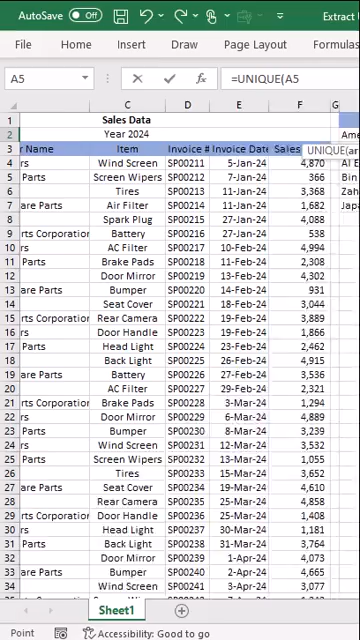 AutoSave Off Extract U
File Home Insert Draw Page Layout Formulas
A5 =UNIQUE(A5
C D E F G
1 Sales Data
2 Year 2024 Ame
3 r Name Item Invoice # Invoice Date Sales UNIQUE(ar
4 rs Wind Screen SP00211 5-Jan-24 4,870 Al E
5 Parts Screen Wipers SP00212 7-Jan-24 366 Bin
6 Tires SP00213 11-Jan-24 3,368 Zah
7 are Parts Air Filter SP00214 11-Jan-24 1,682 Japa
8 Spark Plug SP00215 27-Jan-24 4,088
9 rts Corporation Battery SP00216 27-Jan-24 538
10 rs AC Filter SP00217 10-Feb-24 4,994
11 Parts Brake Pads SP00218 11-Feb-24 2,308
12 Door Mirror SP00219 13-Feb-24 4,302
13 are Parts Bumper SP00220 14-Feb-24 931
14 Seat Cover SP00221 18-Feb-24 3,044
15 rts Corporation Rear Camera SP00222 19-Feb-24 3,889
16 rs Door Handle SP00223 19-Feb-24 1,866
17 Parts Head Light SP00224 23-Feb-24 2,462
18 Back Light SP00225 26-Feb-24 4,915
19 are Parts Battery SP00226 27-Feb-24 3,536
20 AC Filter SP00227 29-Feb-24 2,321
21 rts Corporation Brake Pads SP00228 3-Mar-24 1,294
22 rs Door Mirror SP00229 6-Mar-24 4,889
23 Parts Bumper SP00230 8-Mar-24 3,239
24 Wind Screen SP00231 12-Mar-24 3,532
25 Parts Screen Wipers SP00232 13-Mar-24 1,055
26 Tires SP00233 15-Mar-24 3,652
27 are Parts Seat Cover SP00234 19-Mar-24 4,610
28 Rear Camera SP00235 25-Mar-24 4,858
29 rts Corporation Door Handle SP00236 25-Mar-24 1,408
30 rs Head Light SP00237 30-Mar-24 1,181
31 Parts Back Light SP00238 31-Mar-24 3,764
32 Door Mirror SP00239 1-Apr-24 4,073
33 are Parts Bumper SP00240 2-Apr-24 4,665
34 Wind Screen SP00241 3-Apr-24 3,077
Sheet1
Point Accessibility: Good to go